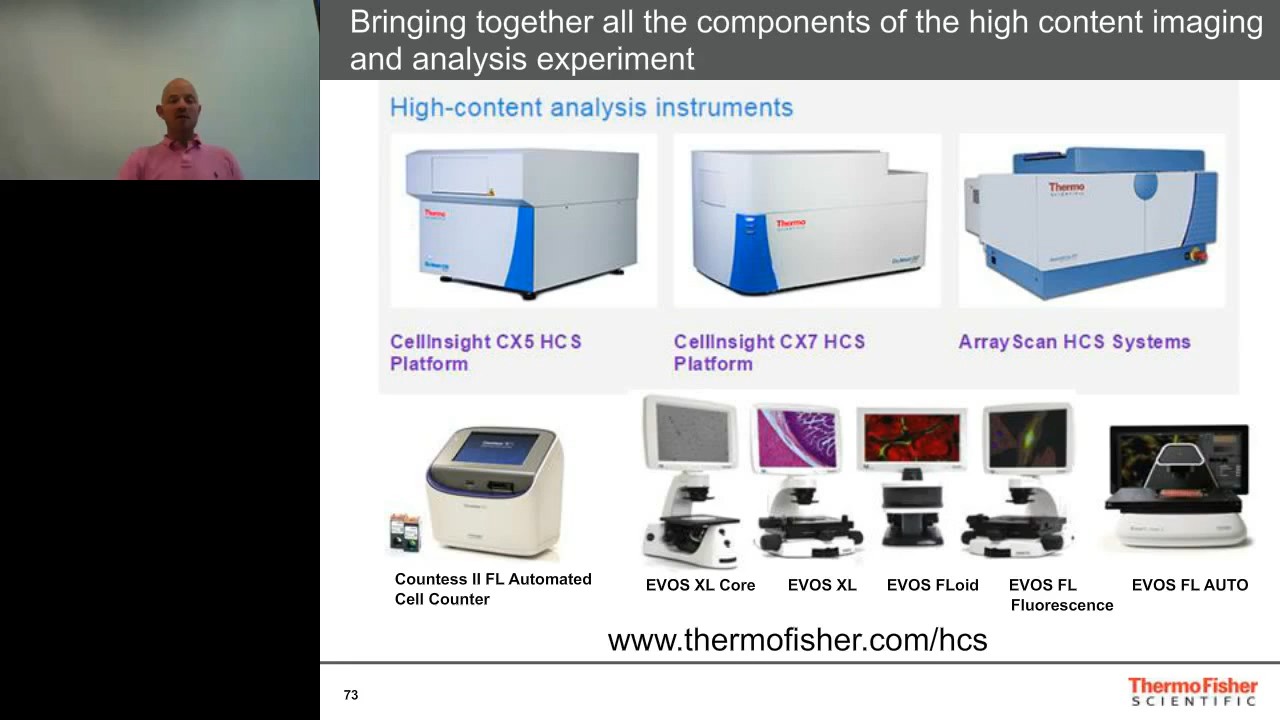 Bringing together all the components of the high content imaging
and analysis experiment
High-content analysis instruments
Thermo
SCIENTIFIC
Thermo
SCIENTIFIC
Thermo
SCIENTIFIC
CellInsight CX5 HCS
Platform
CellInsight CX7 HCS
Platform
ArrayScan HCS Systems
Countess II FL Automated
Cell Counter
EVOS XL Core
EVOS XL
EVOS FLoid
EVOS FL
Fluorescence
EVOS FL AUTO
www.thermofisher.com/hcs
73
ThermoFisher
SCIENTIFIC